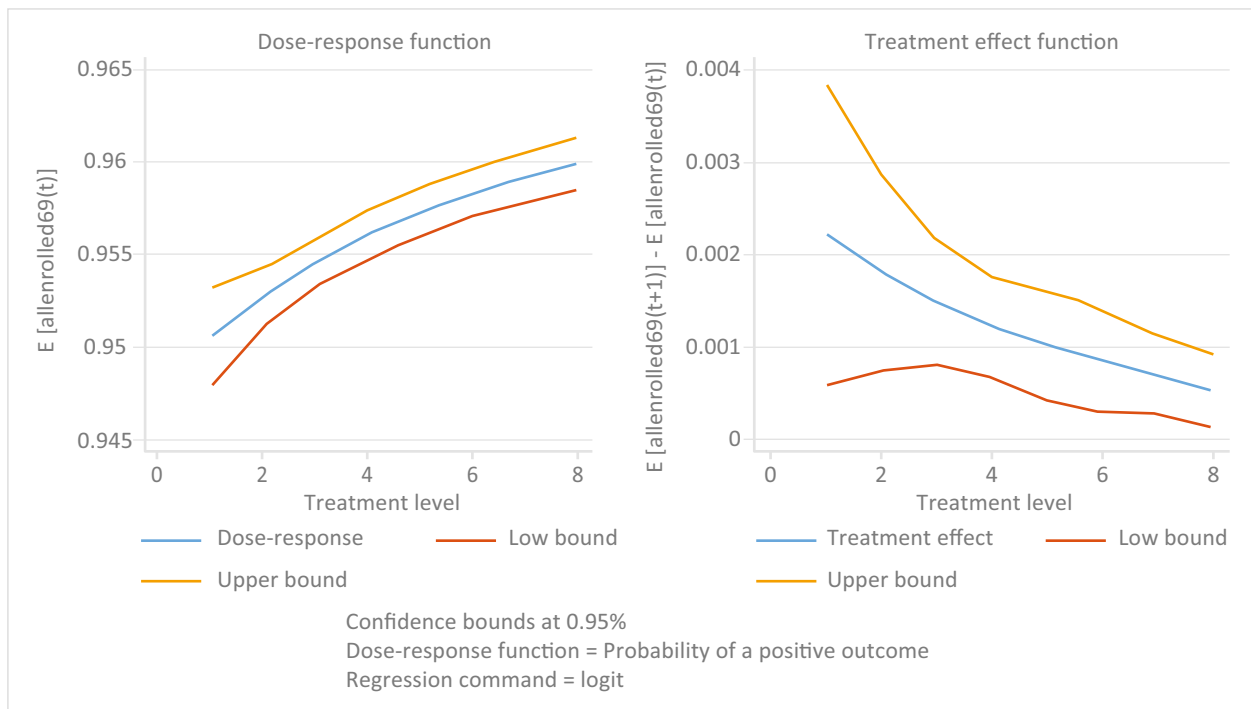 Dose-response function
0.965
0.96
0.955
0.95
0.945
E [allenrolled69(t)]
0 2 4 6 8
Treatment level
Dose-response
Low bound
Upper bound
Treatment effect function
0.004
0.003
0.002
0.001
0
E [allenrolled69(t+1)] - E [allenrolled69(t)]
0 2 4 6 8
Treatment level
Treatment effect
Low bound
Upper bound
Confidence bounds at 0.95%
Dose-response function = Probability of a positive outcome
Regression command = logit